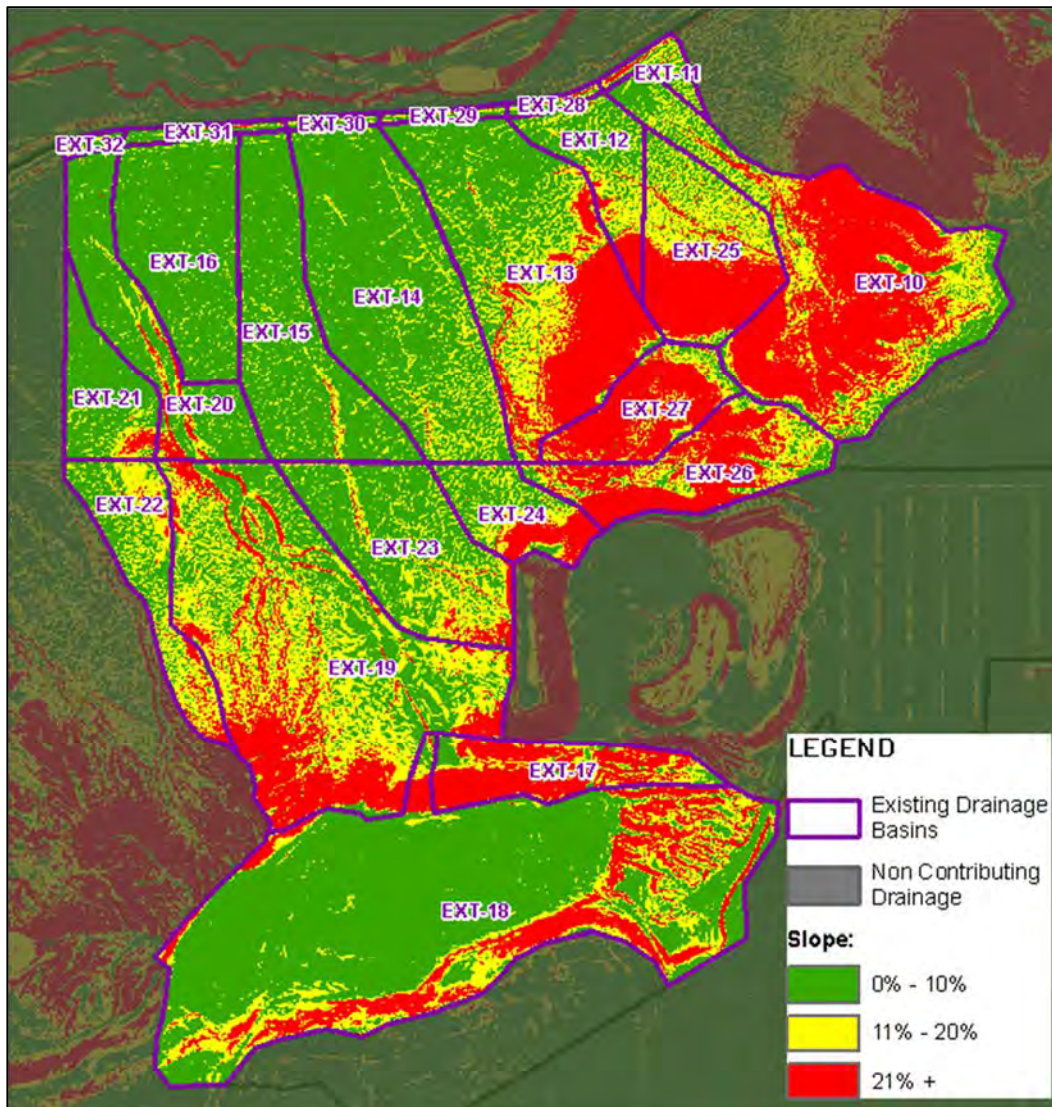 EXT-11
EXT-28
EXT-29
EXT-30
EXT-31
EXT-32
EXT-12
EXT-25
EXT-16
EXT-13
EXT-10
EXT-14
EXT-15
EXT-21
EXT-20
EXT-27
EXT-26
EXT-22
EXT-24
EXT-23
EXT-19
EXT-17
EXT-18
LEGEND
Existing Drainage
Basins
Non Contributing
Drainage
Slope:
0% - 10%
11% - 20%
21% +